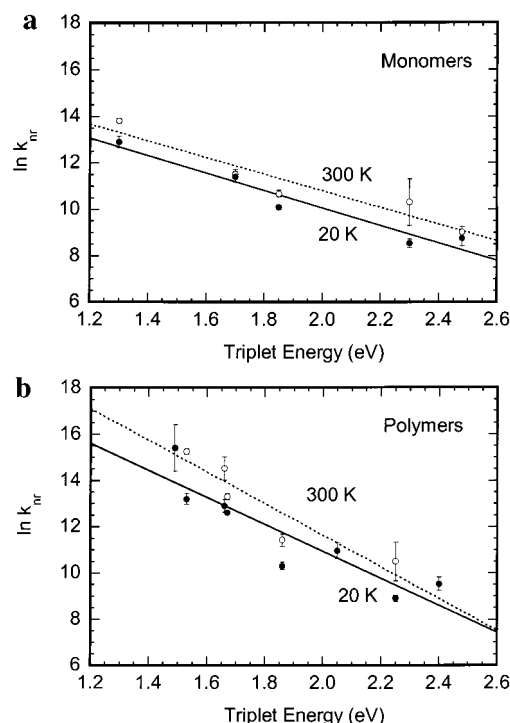 a
18
16
14
12
10
8
6
ln k_nr
Monomers
300 K
20 K
1.2 1.4 1.6 1.8 2.0 2.2 2.4 2.6
Triplet Energy (eV)
b
18
16
14
12
10
8
6
ln k_nr
Polymers
300 K
20 K
1.2 1.4 1.6 1.8 2.0 2.2 2.4 2.6
Triplet Energy (eV)